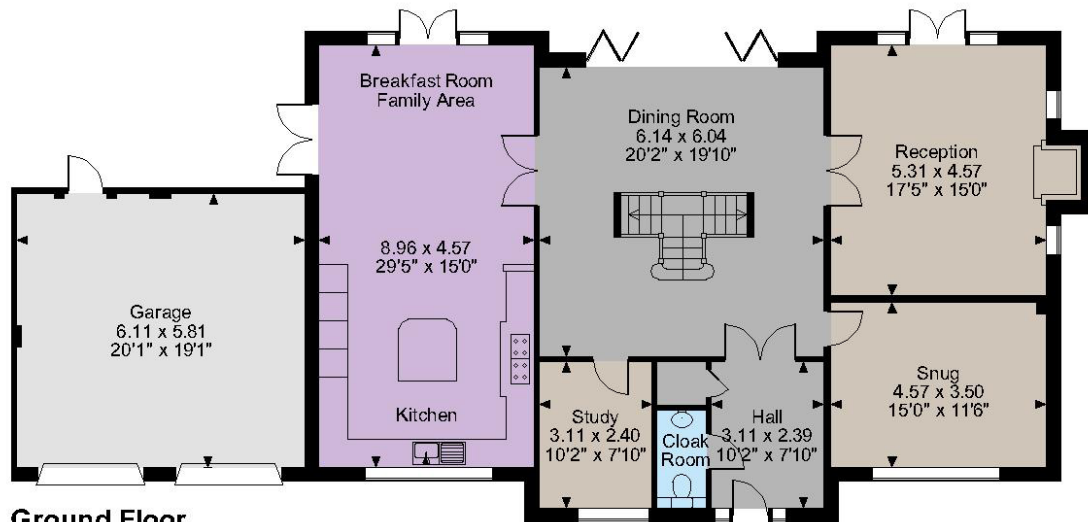 Breakfast Room
Family Area
8.96 x 4.57
29'5" x 15'0"
Kitchen
Dining Room
6.14 x 6.04
20'2" x 19'10"
Reception
5.31 x 4.57
17'5" x 15'0"
Garage
6.11 x 5.81
20'1" x 19'1"
Study
3.11 x 2.40
10'2" x 7'10"
Cloak
Room
Hall
3.11 x 2.39
10'2" x 7'10"
Snug
4.57 x 3.50
15'0" x 11'6"
Ground Floor